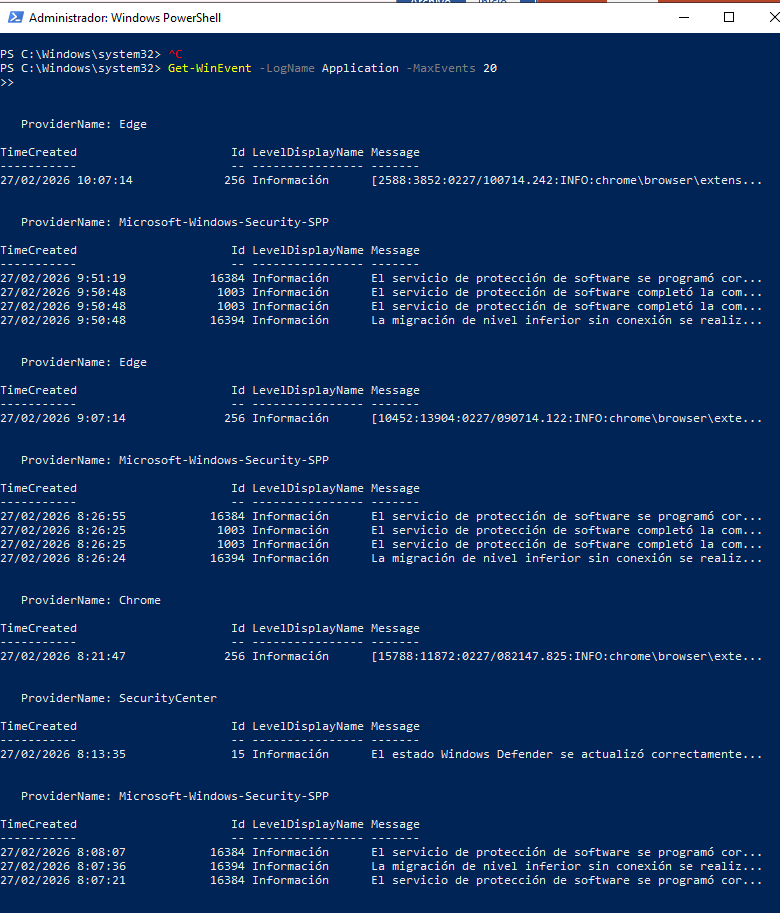 Administrador: Windows PowerShell
PS C:\Windows\system32> ^C
PS C:\Windows\system32> Get-WinEvent -LogName Application -MaxEvents 20
>>
ProviderName: Edge
TimeCreated Id LevelDisplayName Message
----------- -- ---------------- -------
27/02/2026 10:07:14 256 Información [2588:3852:0227/100714.242:INFO:chrome\browser\extens...
ProviderName: Microsoft-Windows-Security-SPP
TimeCreated Id LevelDisplayName Message
----------- -- ---------------- -------
27/02/2026 9:51:19 16384 Información El servicio de protección de software se programó cor...
27/02/2026 9:50:48 1003 Información El servicio de protección de software completó la com...
27/02/2026 9:50:48 1003 Información El servicio de protección de software completó la com...
27/02/2026 9:50:48 16394 Información La migración de nivel inferior sin conexión se realiz...
ProviderName: Edge
TimeCreated Id LevelDisplayName Message
----------- -- ---------------- -------
27/02/2026 9:07:14 256 Información [10452:13904:0227/090714.122:INFO:chrome\browser\exte...
ProviderName: Microsoft-Windows-Security-SPP
TimeCreated Id LevelDisplayName Message
----------- -- ---------------- -------
27/02/2026 8:26:55 16384 Información El servicio de protección de software se programó cor...
27/02/2026 8:26:25 1003 Información El servicio de protección de software completó la com...
27/02/2026 8:26:25 1003 Información El servicio de protección de software completó la com...
27/02/2026 8:26:24 16394 Información La migración de nivel inferior sin conexión se realiz...
ProviderName: Chrome
TimeCreated Id LevelDisplayName Message
----------- -- ---------------- -------
27/02/2026 8:21:47 256 Información [15788:11872:0227/082147.825:INFO:chrome\browser\exte...
ProviderName: SecurityCenter
TimeCreated Id LevelDisplayName Message
----------- -- ---------------- -------
27/02/2026 8:13:35 15 Información El estado Windows Defender se actualizó correctamente...
ProviderName: Microsoft-Windows-Security-SPP
TimeCreated Id LevelDisplayName Message
----------- -- ---------------- -------
27/02/2026 8:08:07 16384 Información El servicio de protección de software se programó cor...
27/02/2026 8:07:36 16394 Información La migración de nivel inferior sin conexión se realiz...
27/02/2026 8:07:21 16384 Información El servicio de protección de software se programó cor...